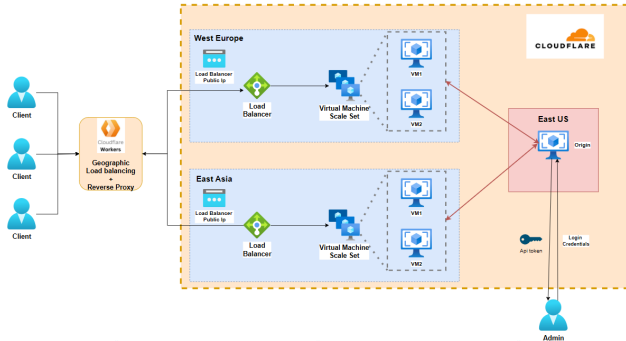 West Europe
Load Balancer
Public Ip
Load
Balancer
Virtual Machine
Scale Set
VM1
VM2
CLOUDFLARE
Client
Client
Client
Cloudflare
Workers
Geographic
Load balancing
+
Reverse Proxy
East US
Origin
East Asia
Load Balancer
Public Ip
Load
Balancer
Virtual Machine
Scale Set
VM1
VM2
Api token
Login
Credentials
Admin